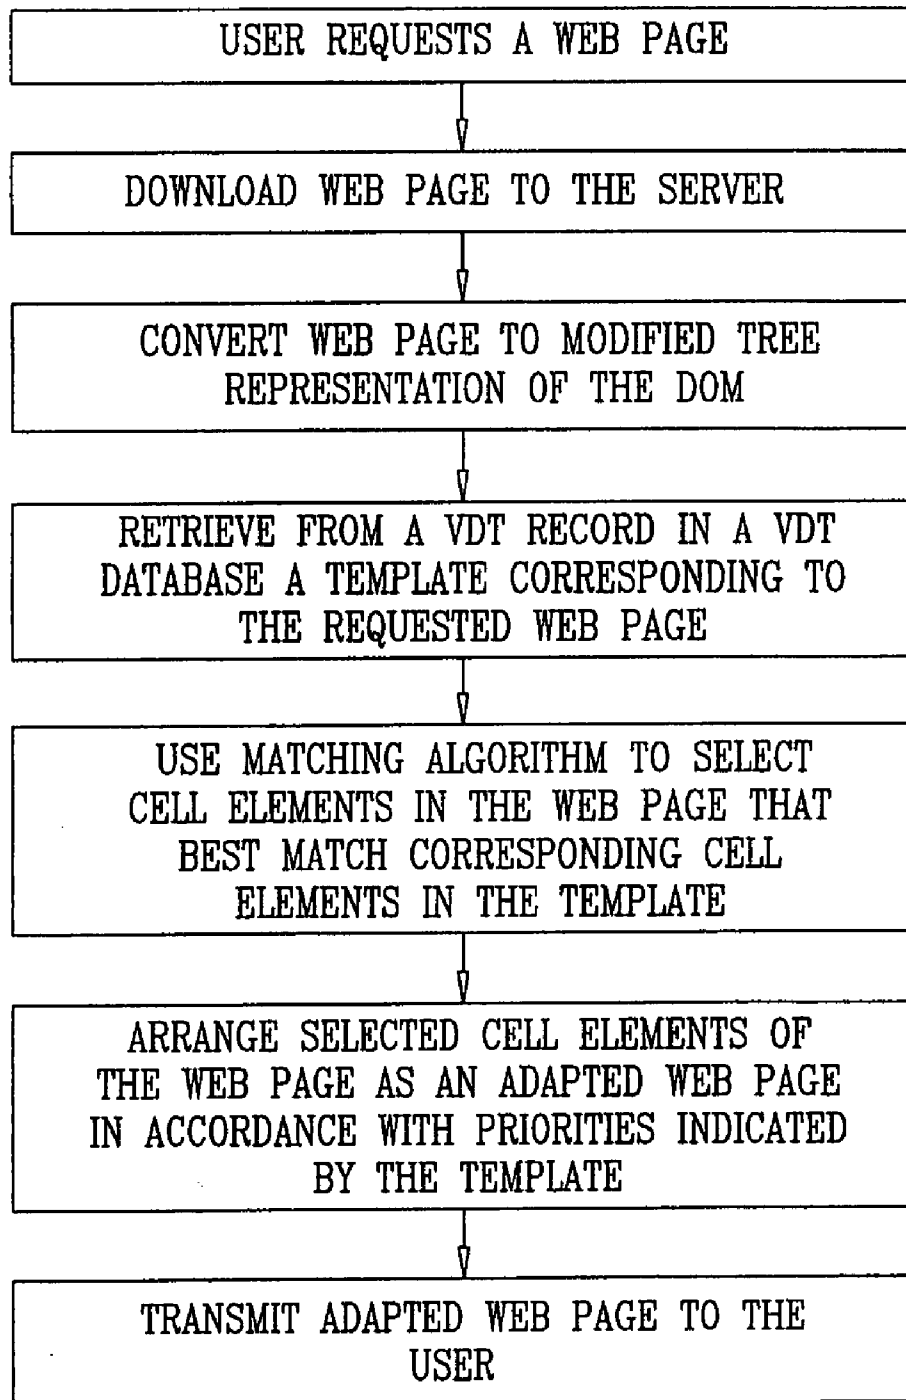 USER REQUESTS A WEB PAGE
DOWNLOAD WEB PAGE TO THE SERVER
CONVERT WEB PAGE TO MODIFIED TREE
REPRESENTATION OF THE DOM
RETRIEVE FROM A VDT RECORD IN A VDT
DATABASE A TEMPLATE CORRESPONDING TO
THE REQUESTED WEB PAGE
USE MATCHING ALGORITHM TO SELECT
CELL ELEMENTS IN THE WEB PAGE THAT
BEST MATCH CORRESPONDING CELL
ELEMENTS IN THE TEMPLATE
ARRANGE SELECTED CELL ELEMENTS OF
THE WEB PAGE AS AN ADAPTED WEB PAGE
IN ACCORDANCE WITH PRIORITIES INDICATED
BY THE TEMPLATE
TRANSMIT ADAPTED WEB PAGE TO THE
USER